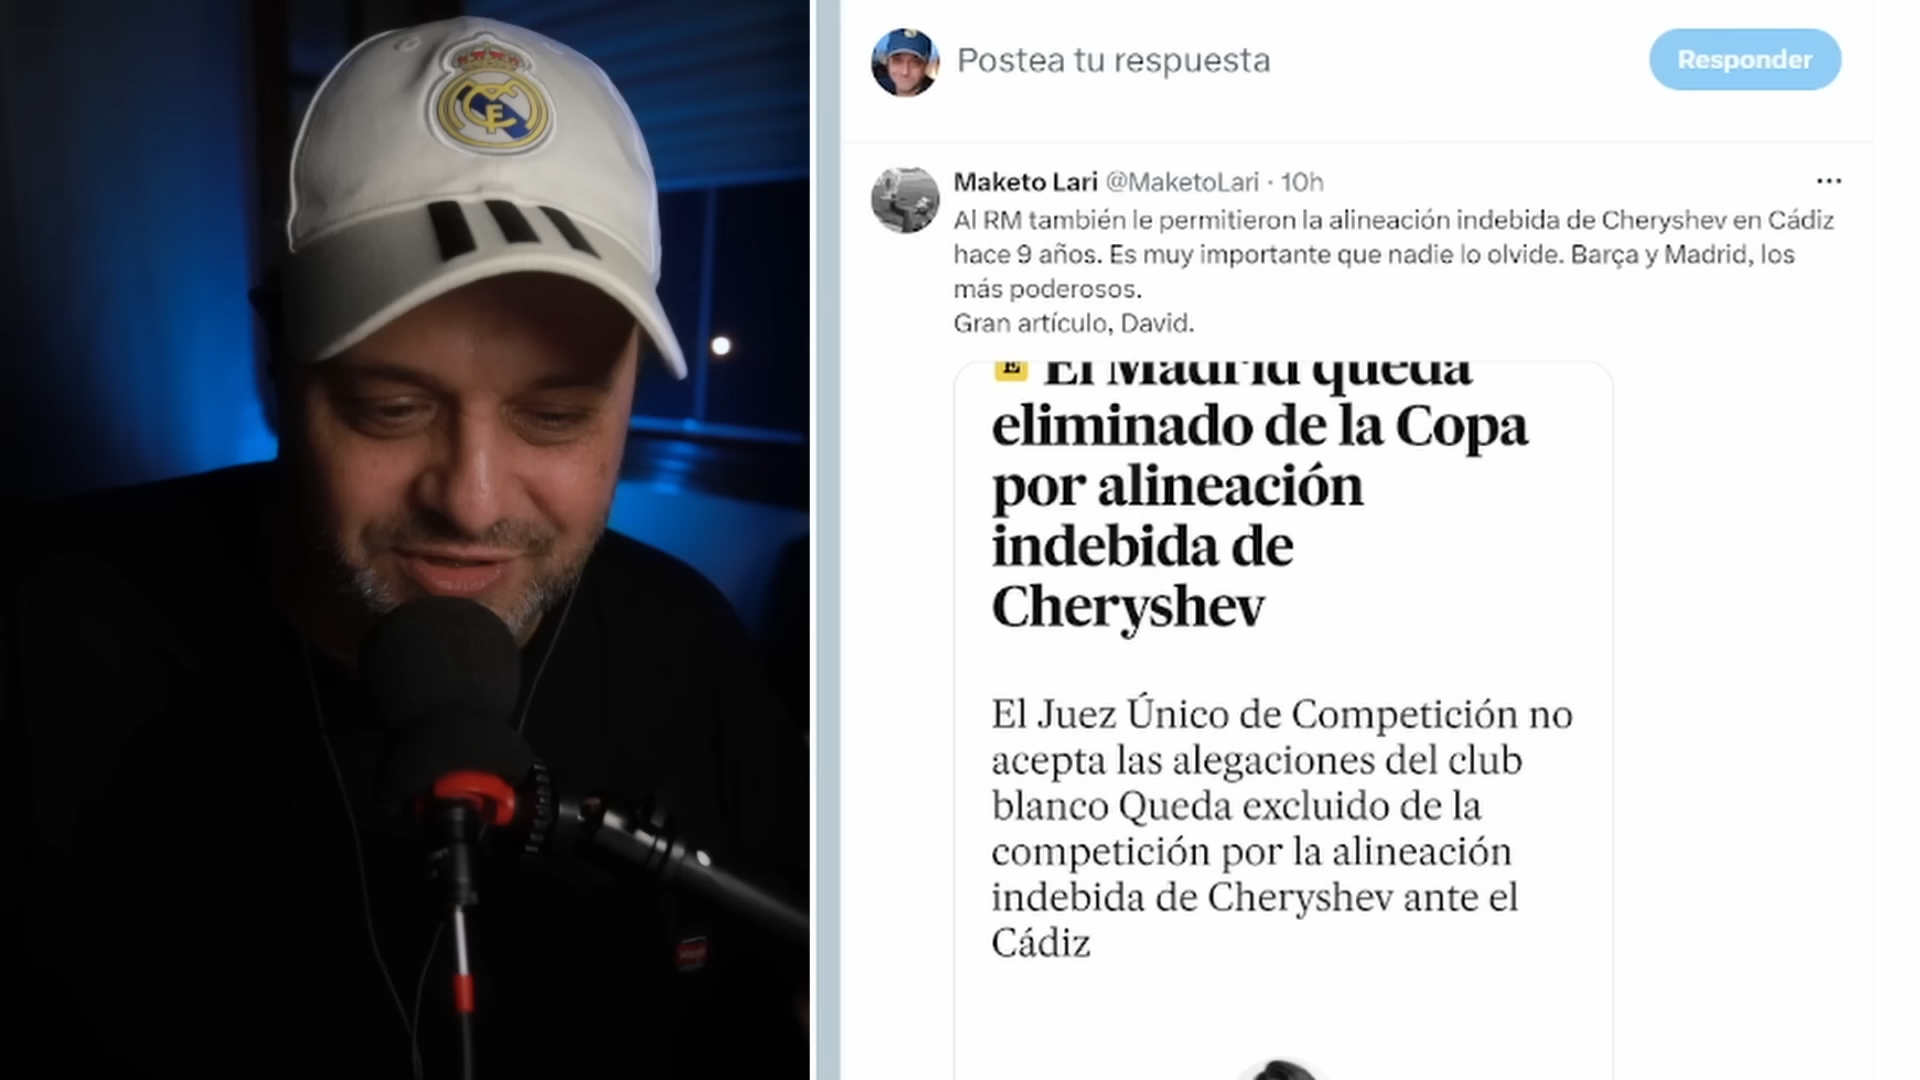 Postea tu respuesta
Responder
Maketo Lari @MaketoLari · 10h
Al RM también le permitieron la alineación indebida de Cheryshev en Cádiz
hace 9 años. Es muy importante que nadie lo olvide. Barça y Madrid, los
más poderosos.
Gran artículo, David.
E El Madrid queda
eliminado de la Copa
por alineación
indebida de
Cheryshev
El Juez Único de Competición no
acepta las alegaciones del club
blanco Queda excluido de la
competición por la alineación
indebida de Cheryshev ante el
Cádiz